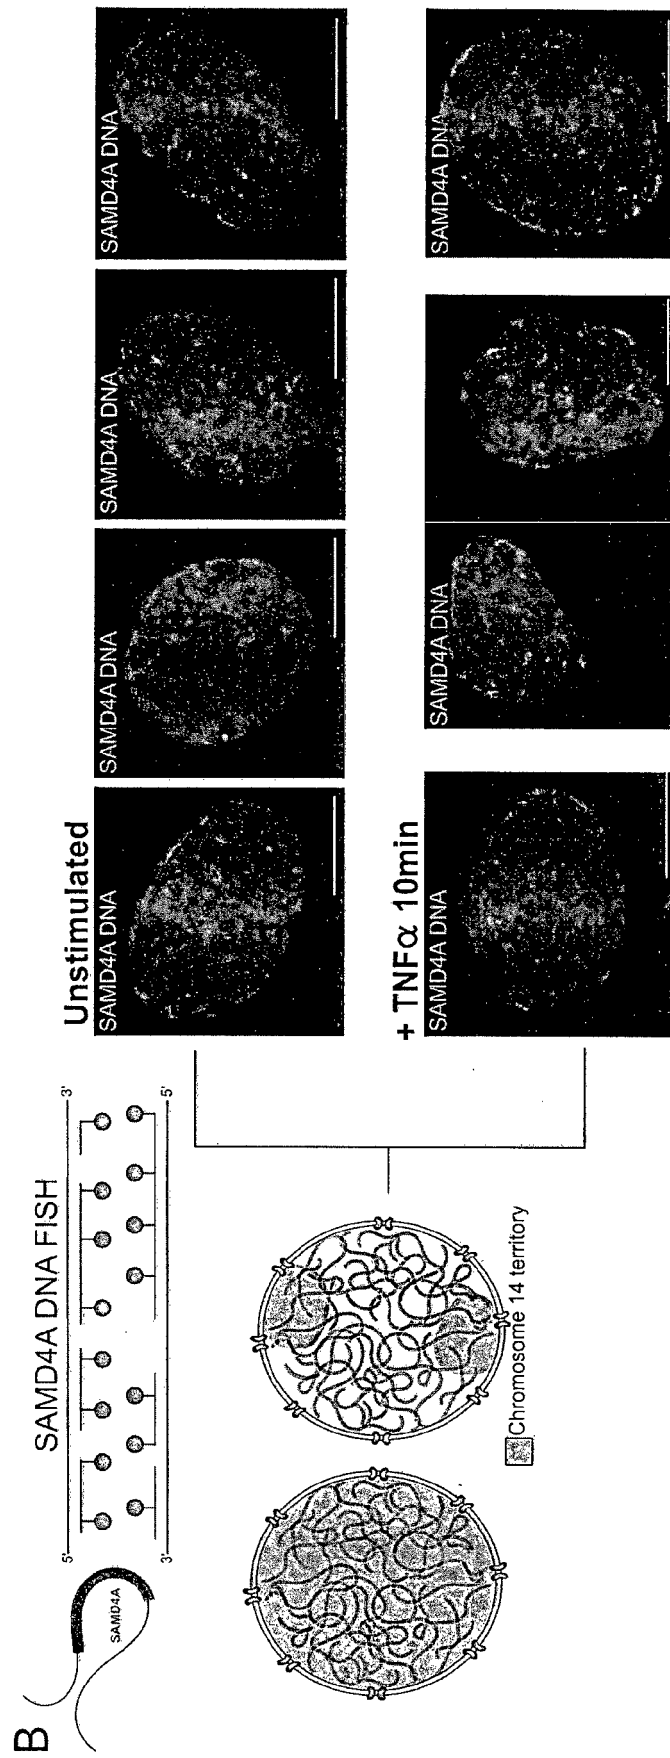 B
SAMD4A
SAMD4A DNA FISH
5' 3'
3' 5'
Chromosome 14 territory
Unstimulated
SAMD4A DNA
SAMD4A DNA
SAMD4A DNA
SAMD4A DNA
+ TNFα 10min
SAMD4A DNA
SAMD4A DNA
SAMD4A DNA